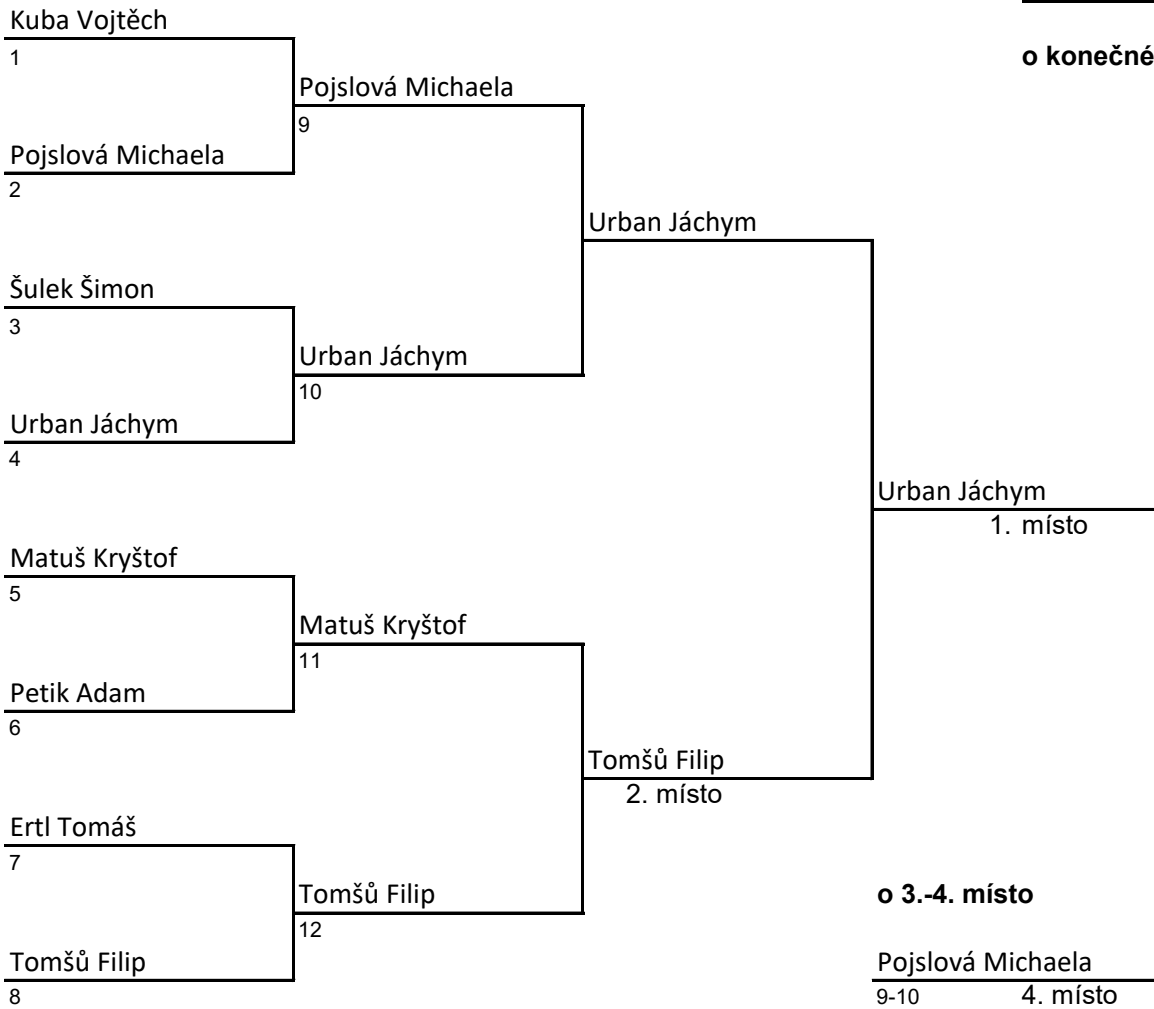 Kuba Vojtěch
1
o konečné
Pojslová Michaela
9
Pojslová Michaela
2
Urban Jáchym
Šulek Šimon
3
Urban Jáchym
10
Urban Jáchym
4
Urban Jáchym
1. místo
Matuš Kryštof
5
Matuš Kryštof
11
Petik Adam
6
Tomšů Filip
2. místo
Ertl Tomáš
7
Tomšů Filip
o 3.-4. místo
12
Tomšů Filip
Pojslová Michaela
8
9-10
4. místo